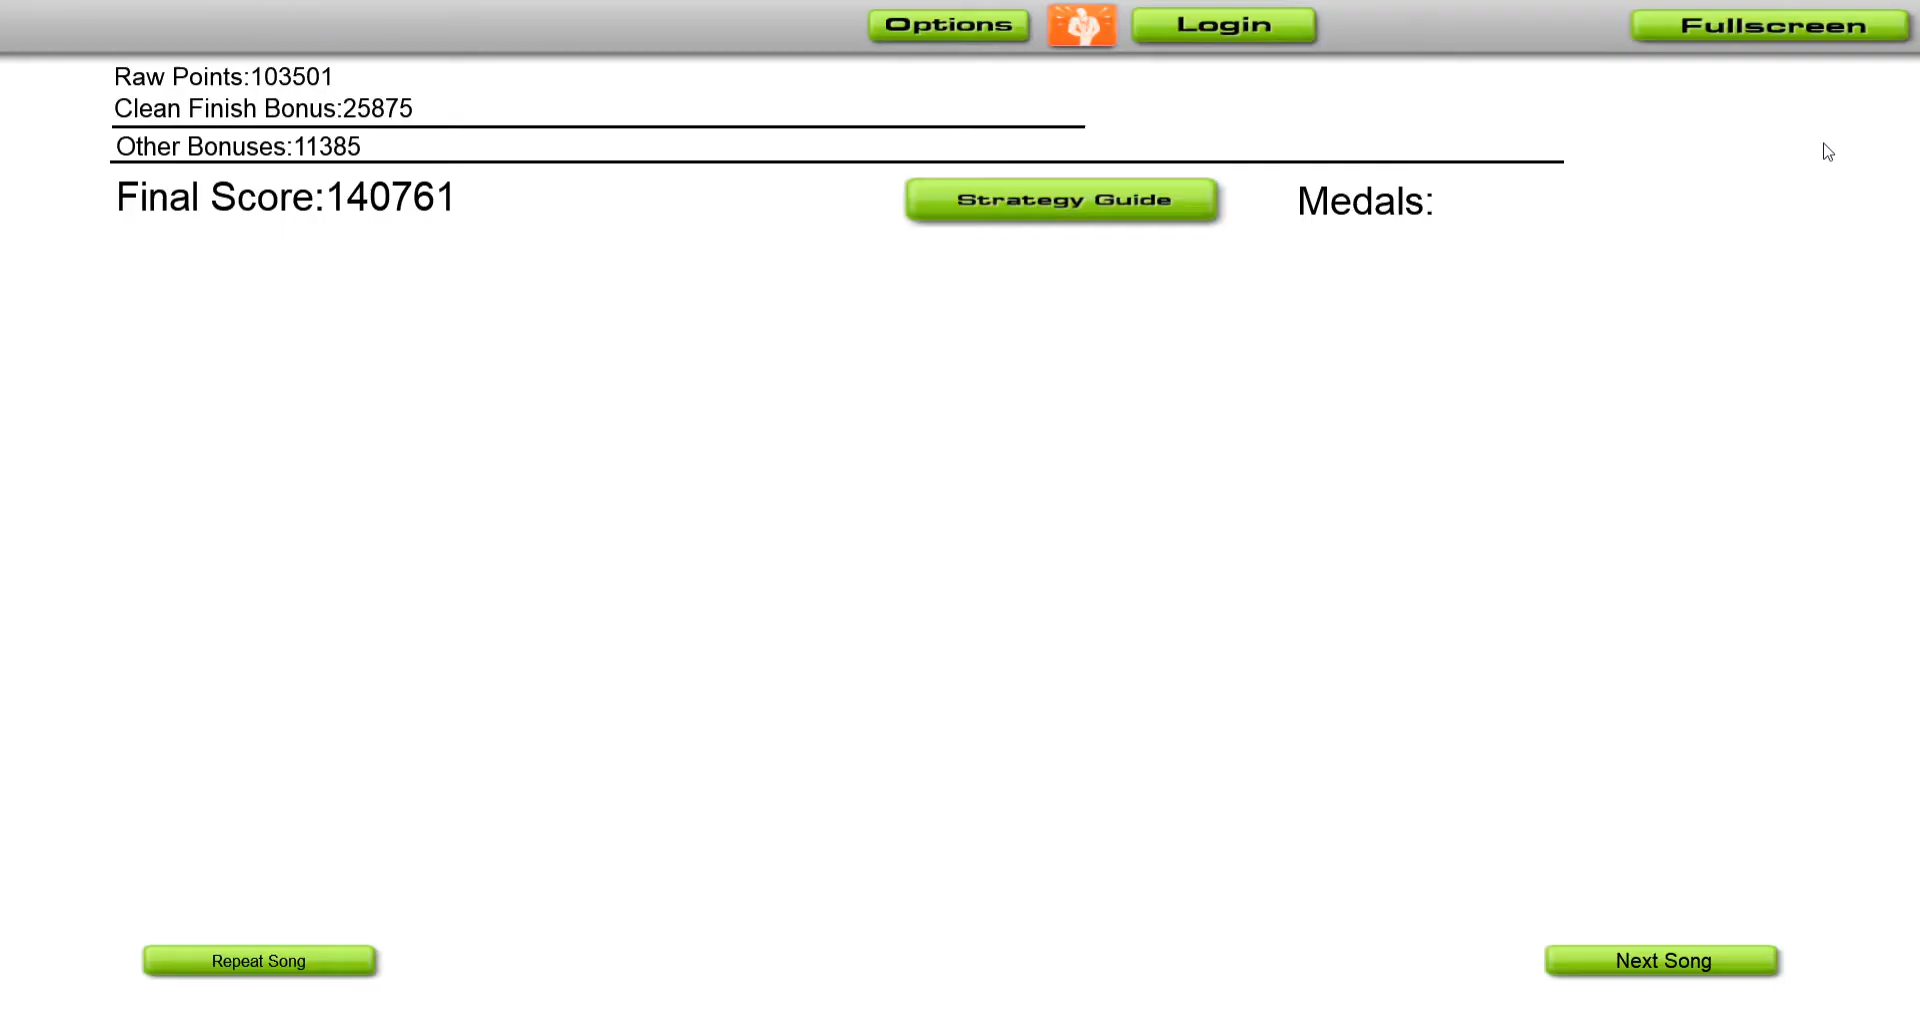 Options Login Fullscreen
Raw Points:103501
Clean Finish Bonus:25875
Other Bonuses:11385
Final Score:140761 Strategy Guide Medals:
Repeat Song Next Song